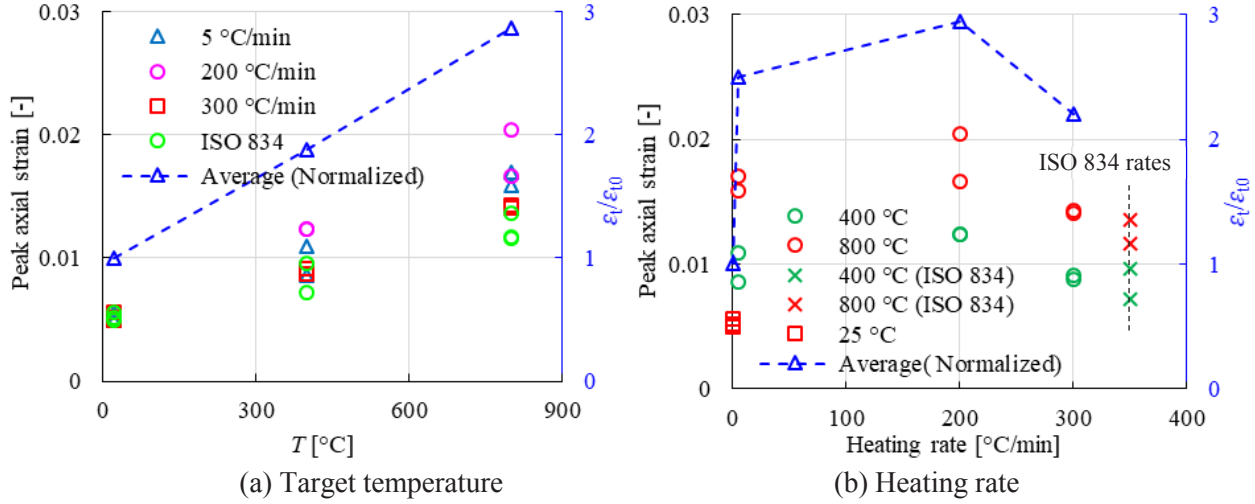 0.03
0.02
0.01
0
Peak axial strain [-]
5 °C/min
200 °C/min
300 °C/min
ISO 834
Average (Normalized)
3
2
1
0
εt/εt0
0
300
600
900
T [°C]
(a) Target temperature
0.03
0.02
0.01
0
Peak axial strain [-]
ISO 834 rates
400 °C
800 °C
400 °C (ISO 834)
800 °C (ISO 834)
25 °C
Average( Normalized)
3
2
1
0
εt/εt0
0
100
200
300
400
Heating rate [°C/min]
(b) Heating rate